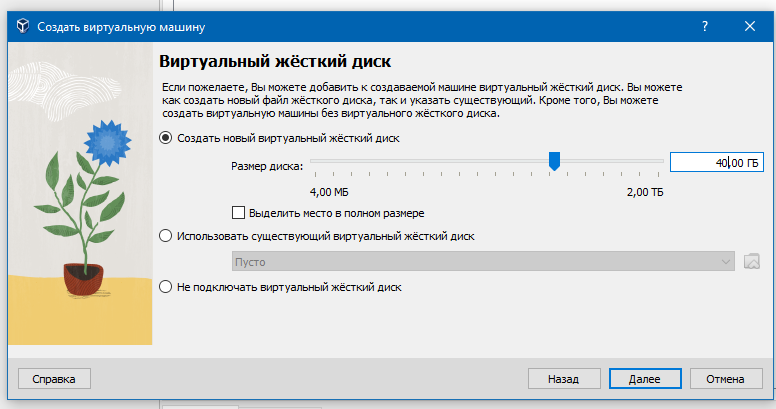 Создать виртуальную машину
Виртуальный жёсткий диск
Если пожелаете, Вы можете добавить к создаваемой машине виртуальный жёсткий диск. Вы можете
как создать новый файл жёсткого диска, так и указать существующий. Кроме того, Вы можете
создать виртуальную машины без виртуального жёсткого диска.
Создать новый виртуальный жёсткий диск
Размер диска:
40,00 ГБ
4,00 МБ
2,00 ТБ
Выделить место в полном размере
Использовать существующий виртуальный жёсткий диск
Пусто
Не подключать виртуальный жёсткий диск
Справка
Назад
Далее
Отмена